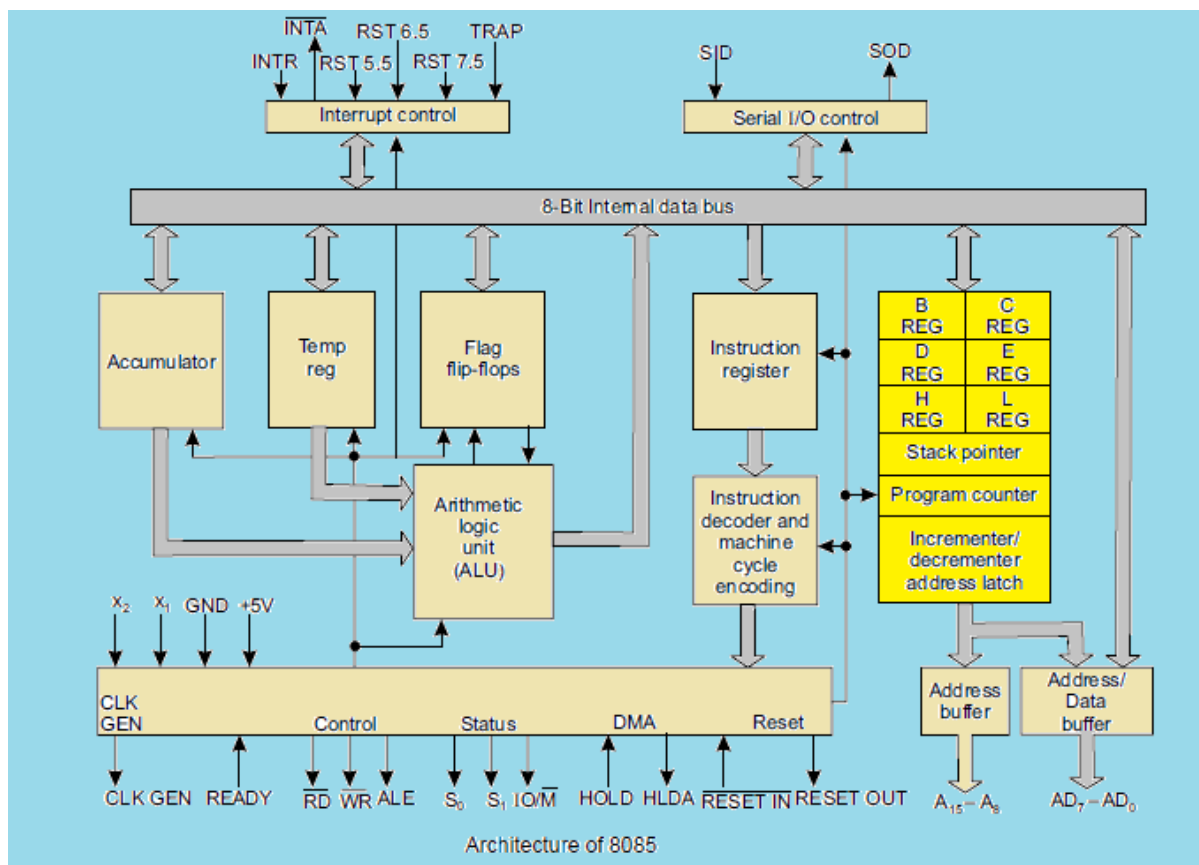 INTA RST 6.5 TRAP
INTR RST 5.5 RST 7.5
SID SOD
Interrupt control
Serial I/O control
8-Bit Internal data bus
Accumulator
Temp
reg
Flag
flip-flops
Instruction
register
B
REG
C
REG
D
REG
E
REG
H
REG
L
REG
Stack pointer
Program counter
Incrementer/
decrementer
address latch
Arithmetic
logic
unit
(ALU)
Instruction
decoder and
machine
cycle
encoding
X₂ X₁ GND +5V
CLK
GEN
Control Status DMA Reset
Address
buffer
Address/
Data
buffer
CLK GEN READY RD WR ALE S₀ S₁ IO/M HOLD HLDA RESET IN RESET OUT
A₁₅ – A₈ AD₇ – AD₀
Architecture of 8085